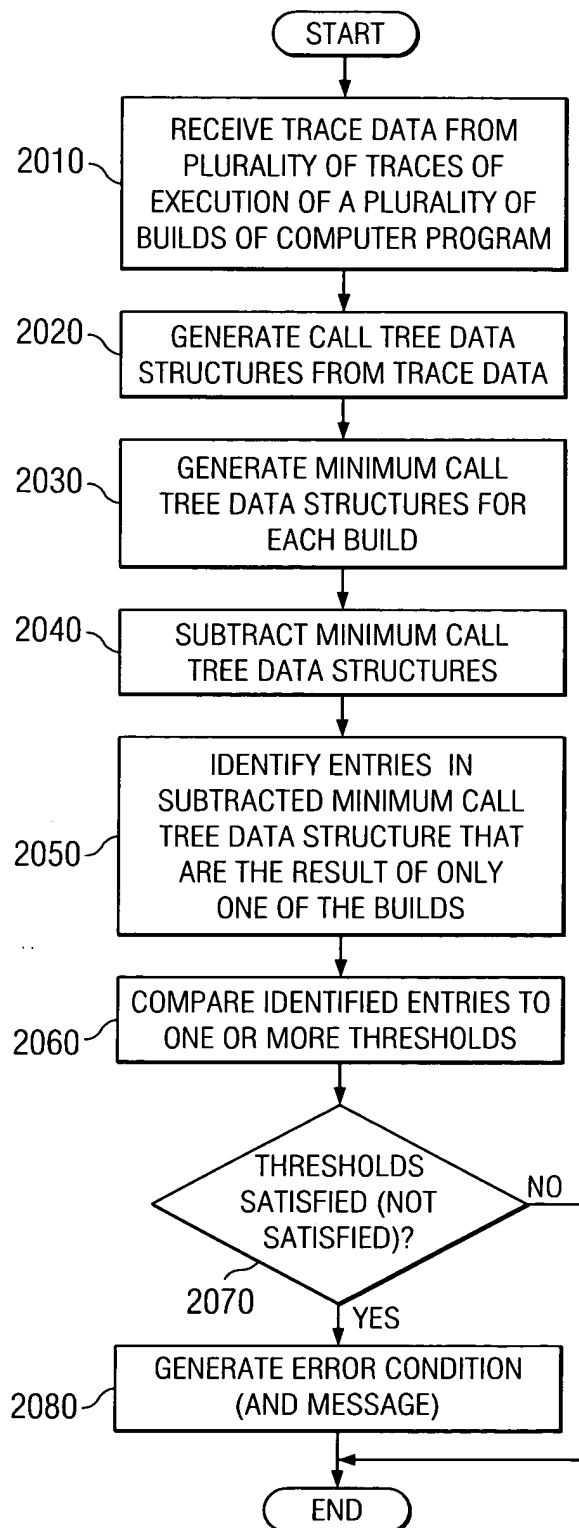 START
2010
RECEIVE TRACE DATA FROM
PLURALITY OF TRACES OF
EXECUTION OF A PLURALITY OF
BUILDS OF COMPUTER PROGRAM
2020
GENERATE CALL TREE DATA
STRUCTURES FROM TRACE DATA
2030
GENERATE MINIMUM CALL
TREE DATA STRUCTURES FOR
EACH BUILD
2040
SUBTRACT MINIMUM CALL
TREE DATA STRUCTURES
2050
IDENTIFY ENTRIES IN
SUBTRACTED MINIMUM CALL
TREE DATA STRUCTURE THAT
ARE THE RESULT OF ONLY
ONE OF THE BUILDS
2060
COMPARE IDENTIFIED ENTRIES TO
ONE OR MORE THRESHOLDS
THRESHOLDS
SATISFIED (NOT
SATISFIED)?
NO
2070
YES
2080
GENERATE ERROR CONDITION
(AND MESSAGE)
END